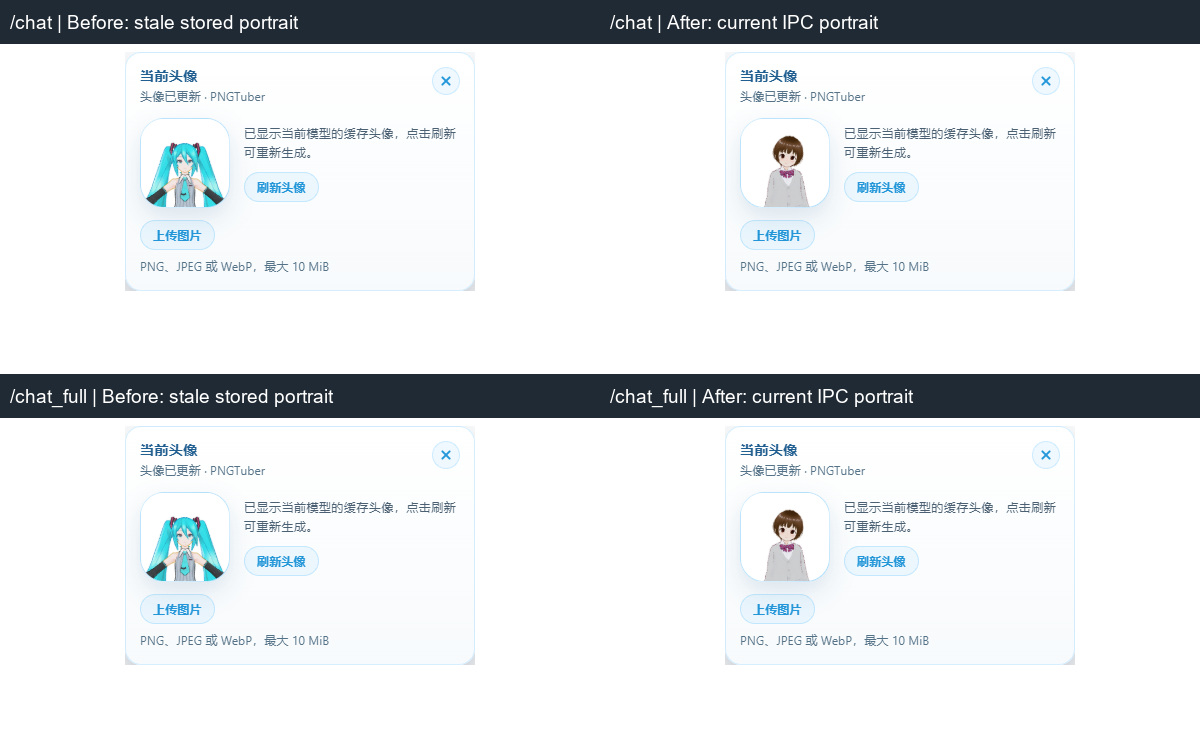 /chat | Before: stale stored portrait
当前头像
头像已更新 · PNGTuber
已显示当前模型的缓存头像，点击刷新
可重新生成。
刷新头像
上传图片
PNG、JPEG 或 WebP，最大 10 MiB
/chat | After: current IPC portrait
当前头像
头像已更新 · PNGTuber
已显示当前模型的缓存头像，点击刷新
可重新生成。
刷新头像
上传图片
PNG、JPEG 或 WebP，最大 10 MiB
/chat_full | Before: stale stored portrait
当前头像
头像已更新 · PNGTuber
已显示当前模型的缓存头像，点击刷新
可重新生成。
刷新头像
上传图片
PNG、JPEG 或 WebP，最大 10 MiB
/chat_full | After: current IPC portrait
当前头像
头像已更新 · PNGTuber
已显示当前模型的缓存头像，点击刷新
可重新生成。
刷新头像
上传图片
PNG、JPEG 或 WebP，最大 10 MiB